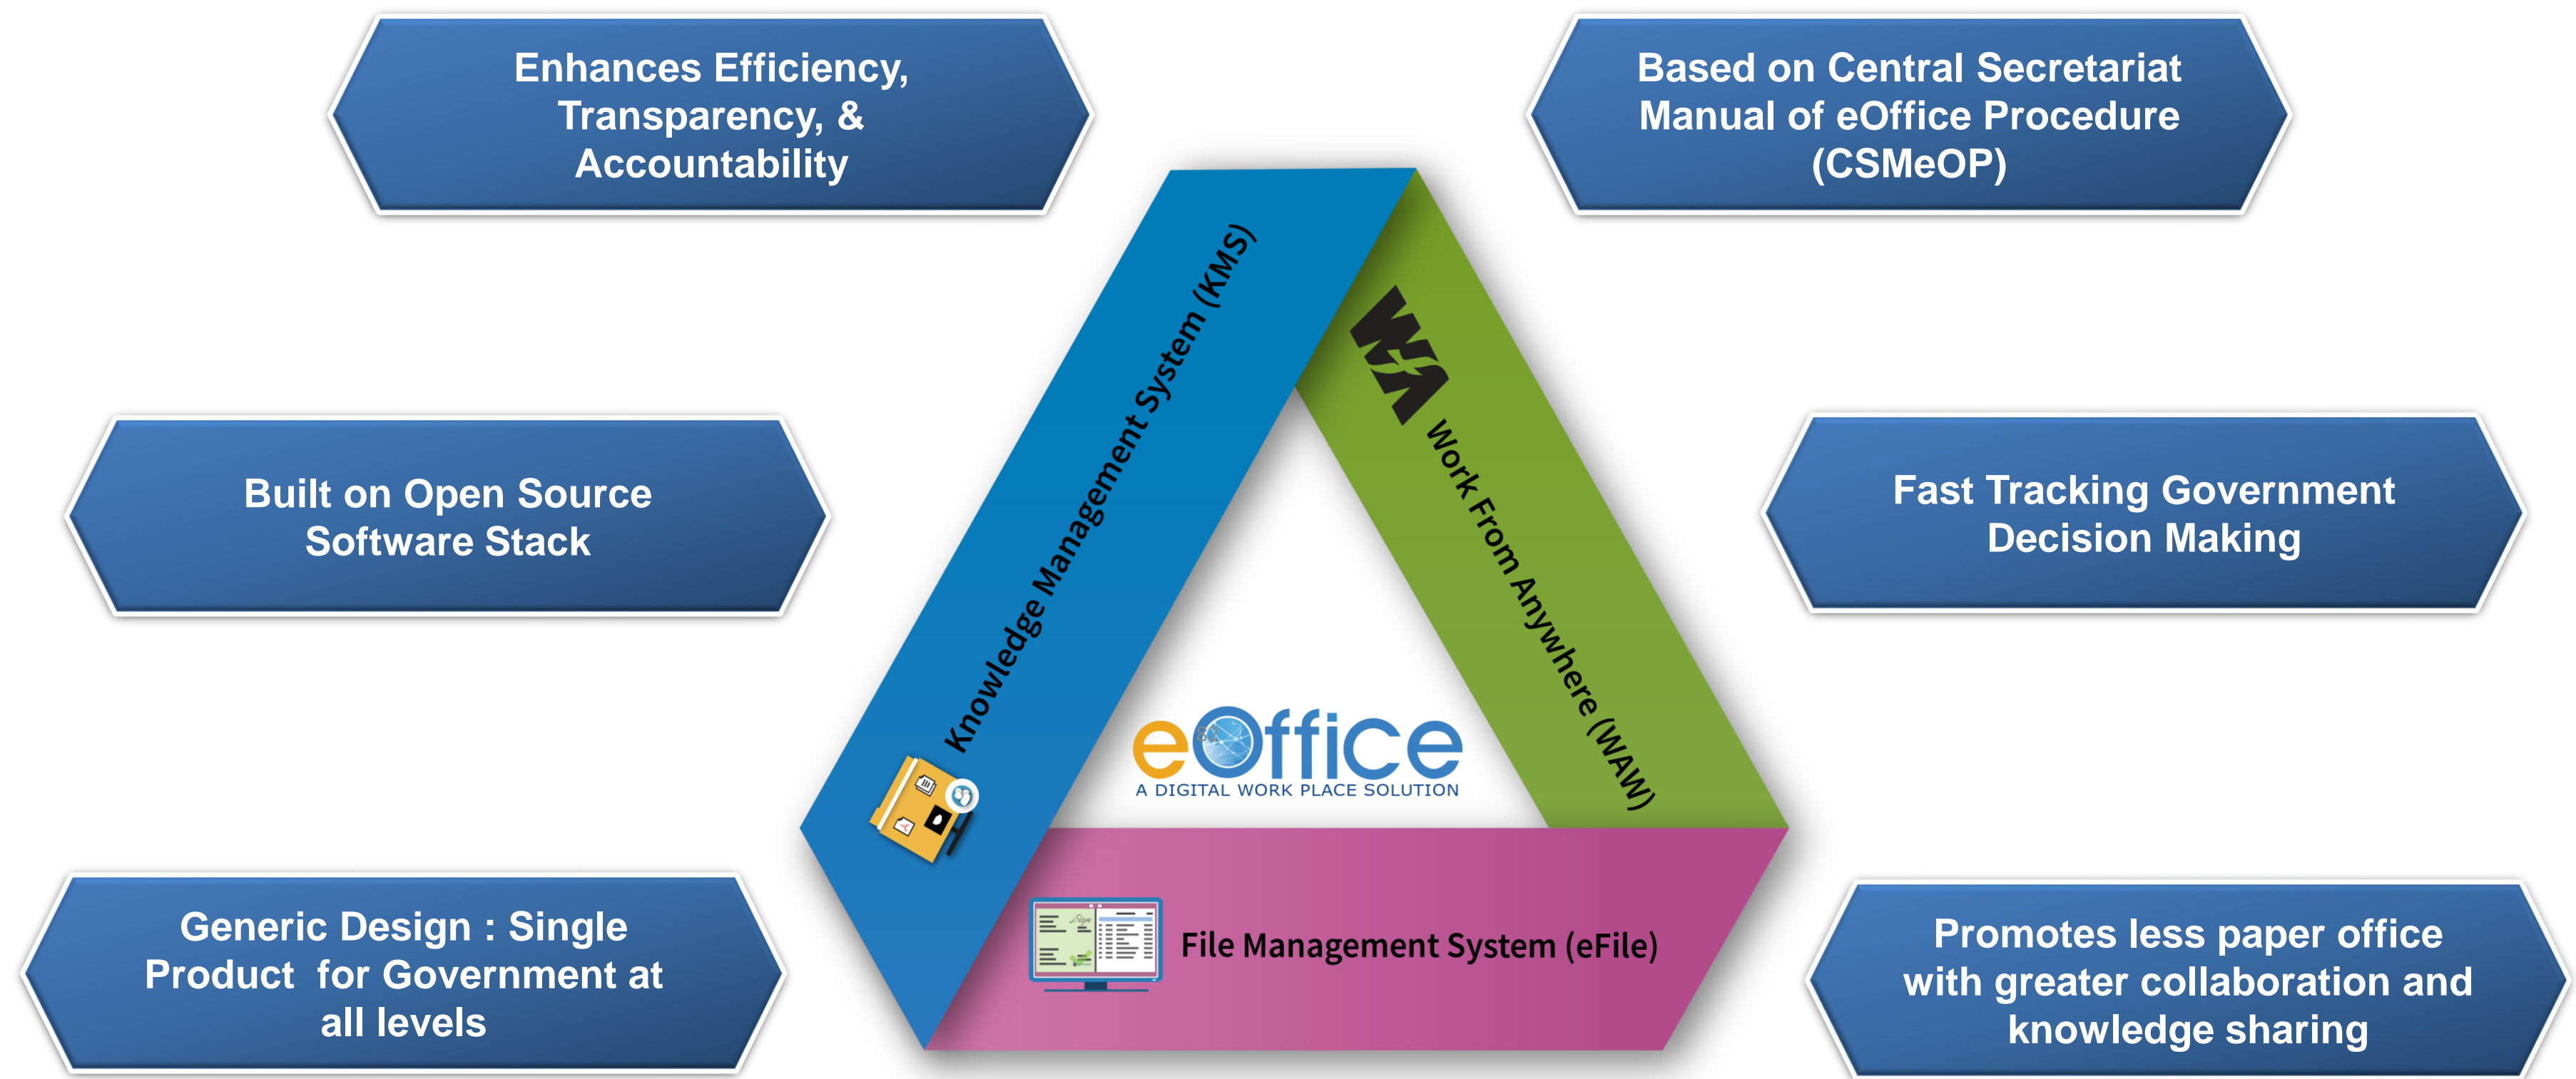 Enhances Efficiency,
Transparency, &
Accountability
Based on Central Secretariat
Manual of eOffice Procedure
(CSMeOP)
Built on Open Source
Software Stack
Fast Tracking Government
Decision Making
Generic Design : Single
Product for Government at
all levels
Promotes less paper office
with greater collaboration and
knowledge sharing
Knowledge Management System (KMS)
WA
Work From Anywhere (WAW)
File Management System (eFile)
eOffice
A DIGITAL WORK PLACE SOLUTION